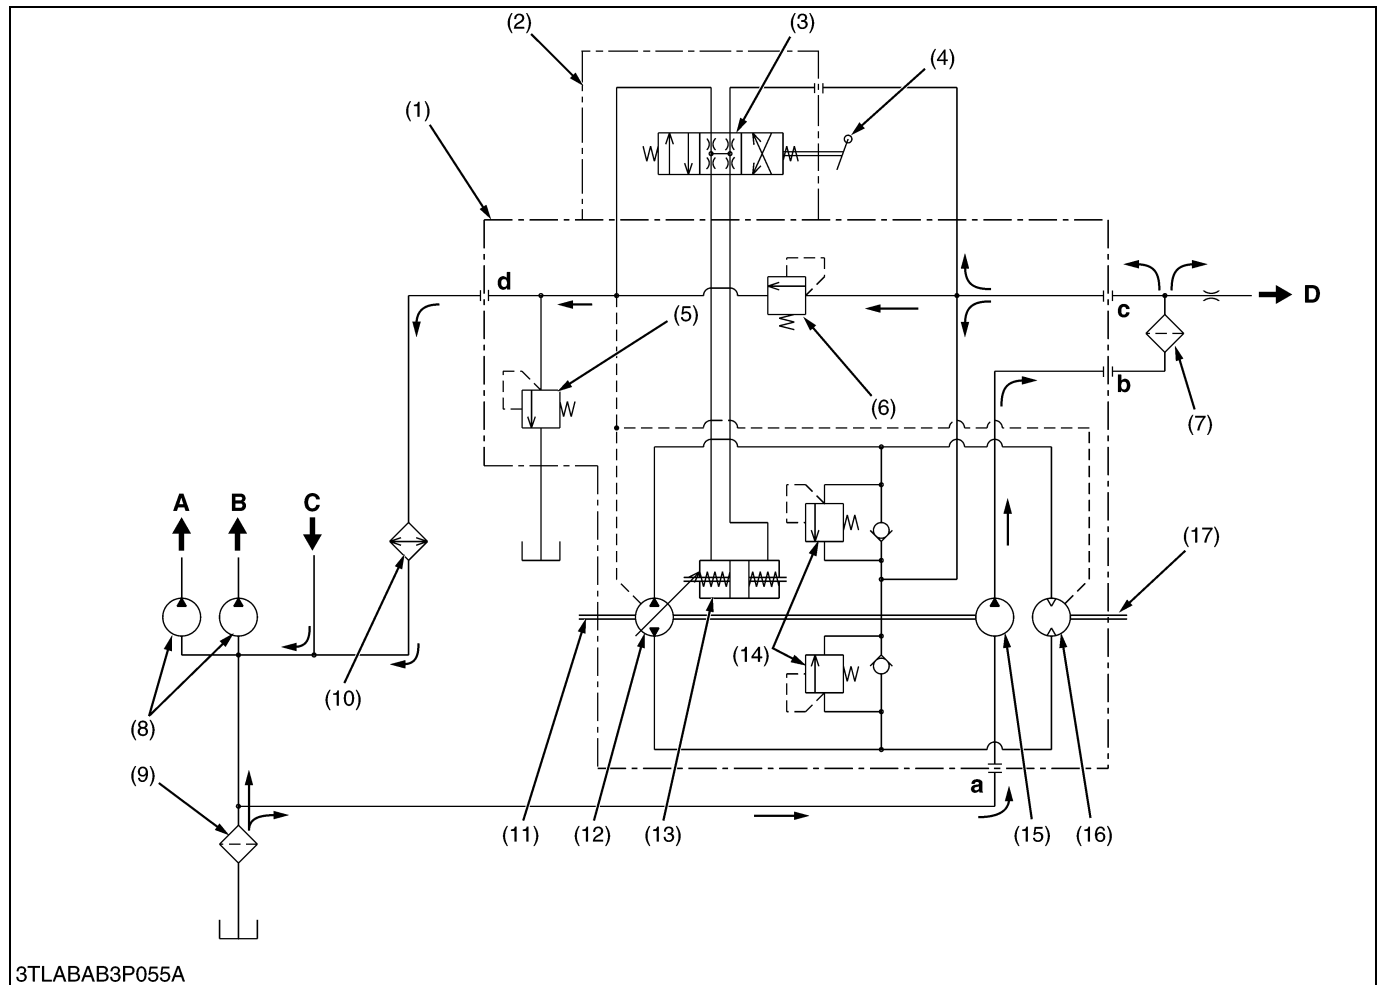 (2)
(3)
(4)
(1)
d
D
(5)
c
b
(6)
(7)
A
B
C
(17)
(14)
(10)
(8)
(9)
a
(11)
(12)
(13)
(15)
(16)
3TLABAB3P055A